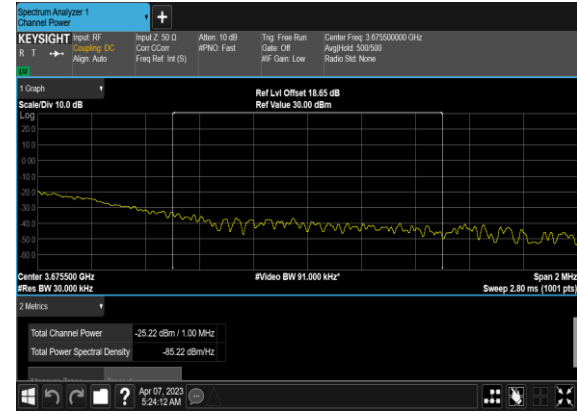 Spectrum Analyzer 1
Channel Power
+
KEYSIGHT
R T
LW
Input: RF
Coupling: DC
Align: Auto
Input Z: 50 Ω
Corr CCorr
Freq Ref: Int (S)
Atten: 10 dB
#PNO: Fast
Trig: Free Run
Gate: Off
#IF Gain: Low
Center Freq: 3.675500000 GHz
Avg|Hold: 500/500
Radio Std: None
1 Graph
Scale/Div 10.0 dB
Ref Lvl Offset 18.65 dB
Ref Value 30.00 dBm
Log
20.0
10.0
0.00
-10.0
-20.0
-30.0
-40.0
-50.0
-60.0
Center 3.675500 GHz
#Res BW 30.000 kHz
#Video BW 91.000 kHz*
Span 2 MHz
Sweep 2.80 ms (1001 pts)
2 Metrics
Total Channel Power -25.22 dBm / 1.00 MHz
Total Power Spectral Density -85.22 dBm/Hz
?
Apr 07, 2023
5:24:12 AM